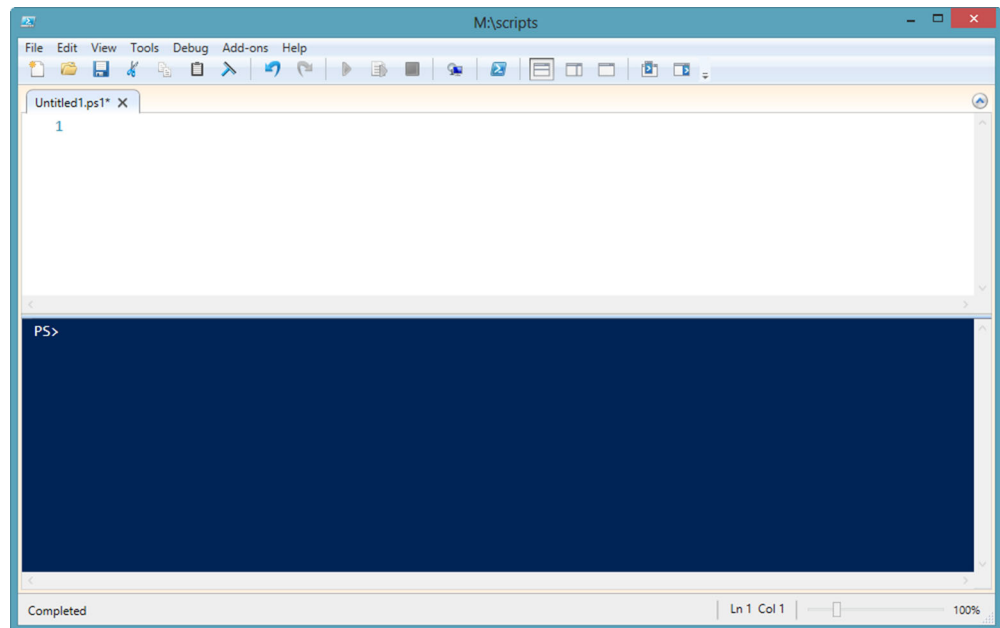 M:\scripts
File Edit View Tools Debug Add-ons Help
Untitled1.ps1* X
1
PS>
Completed Ln 1 Col 1 100%